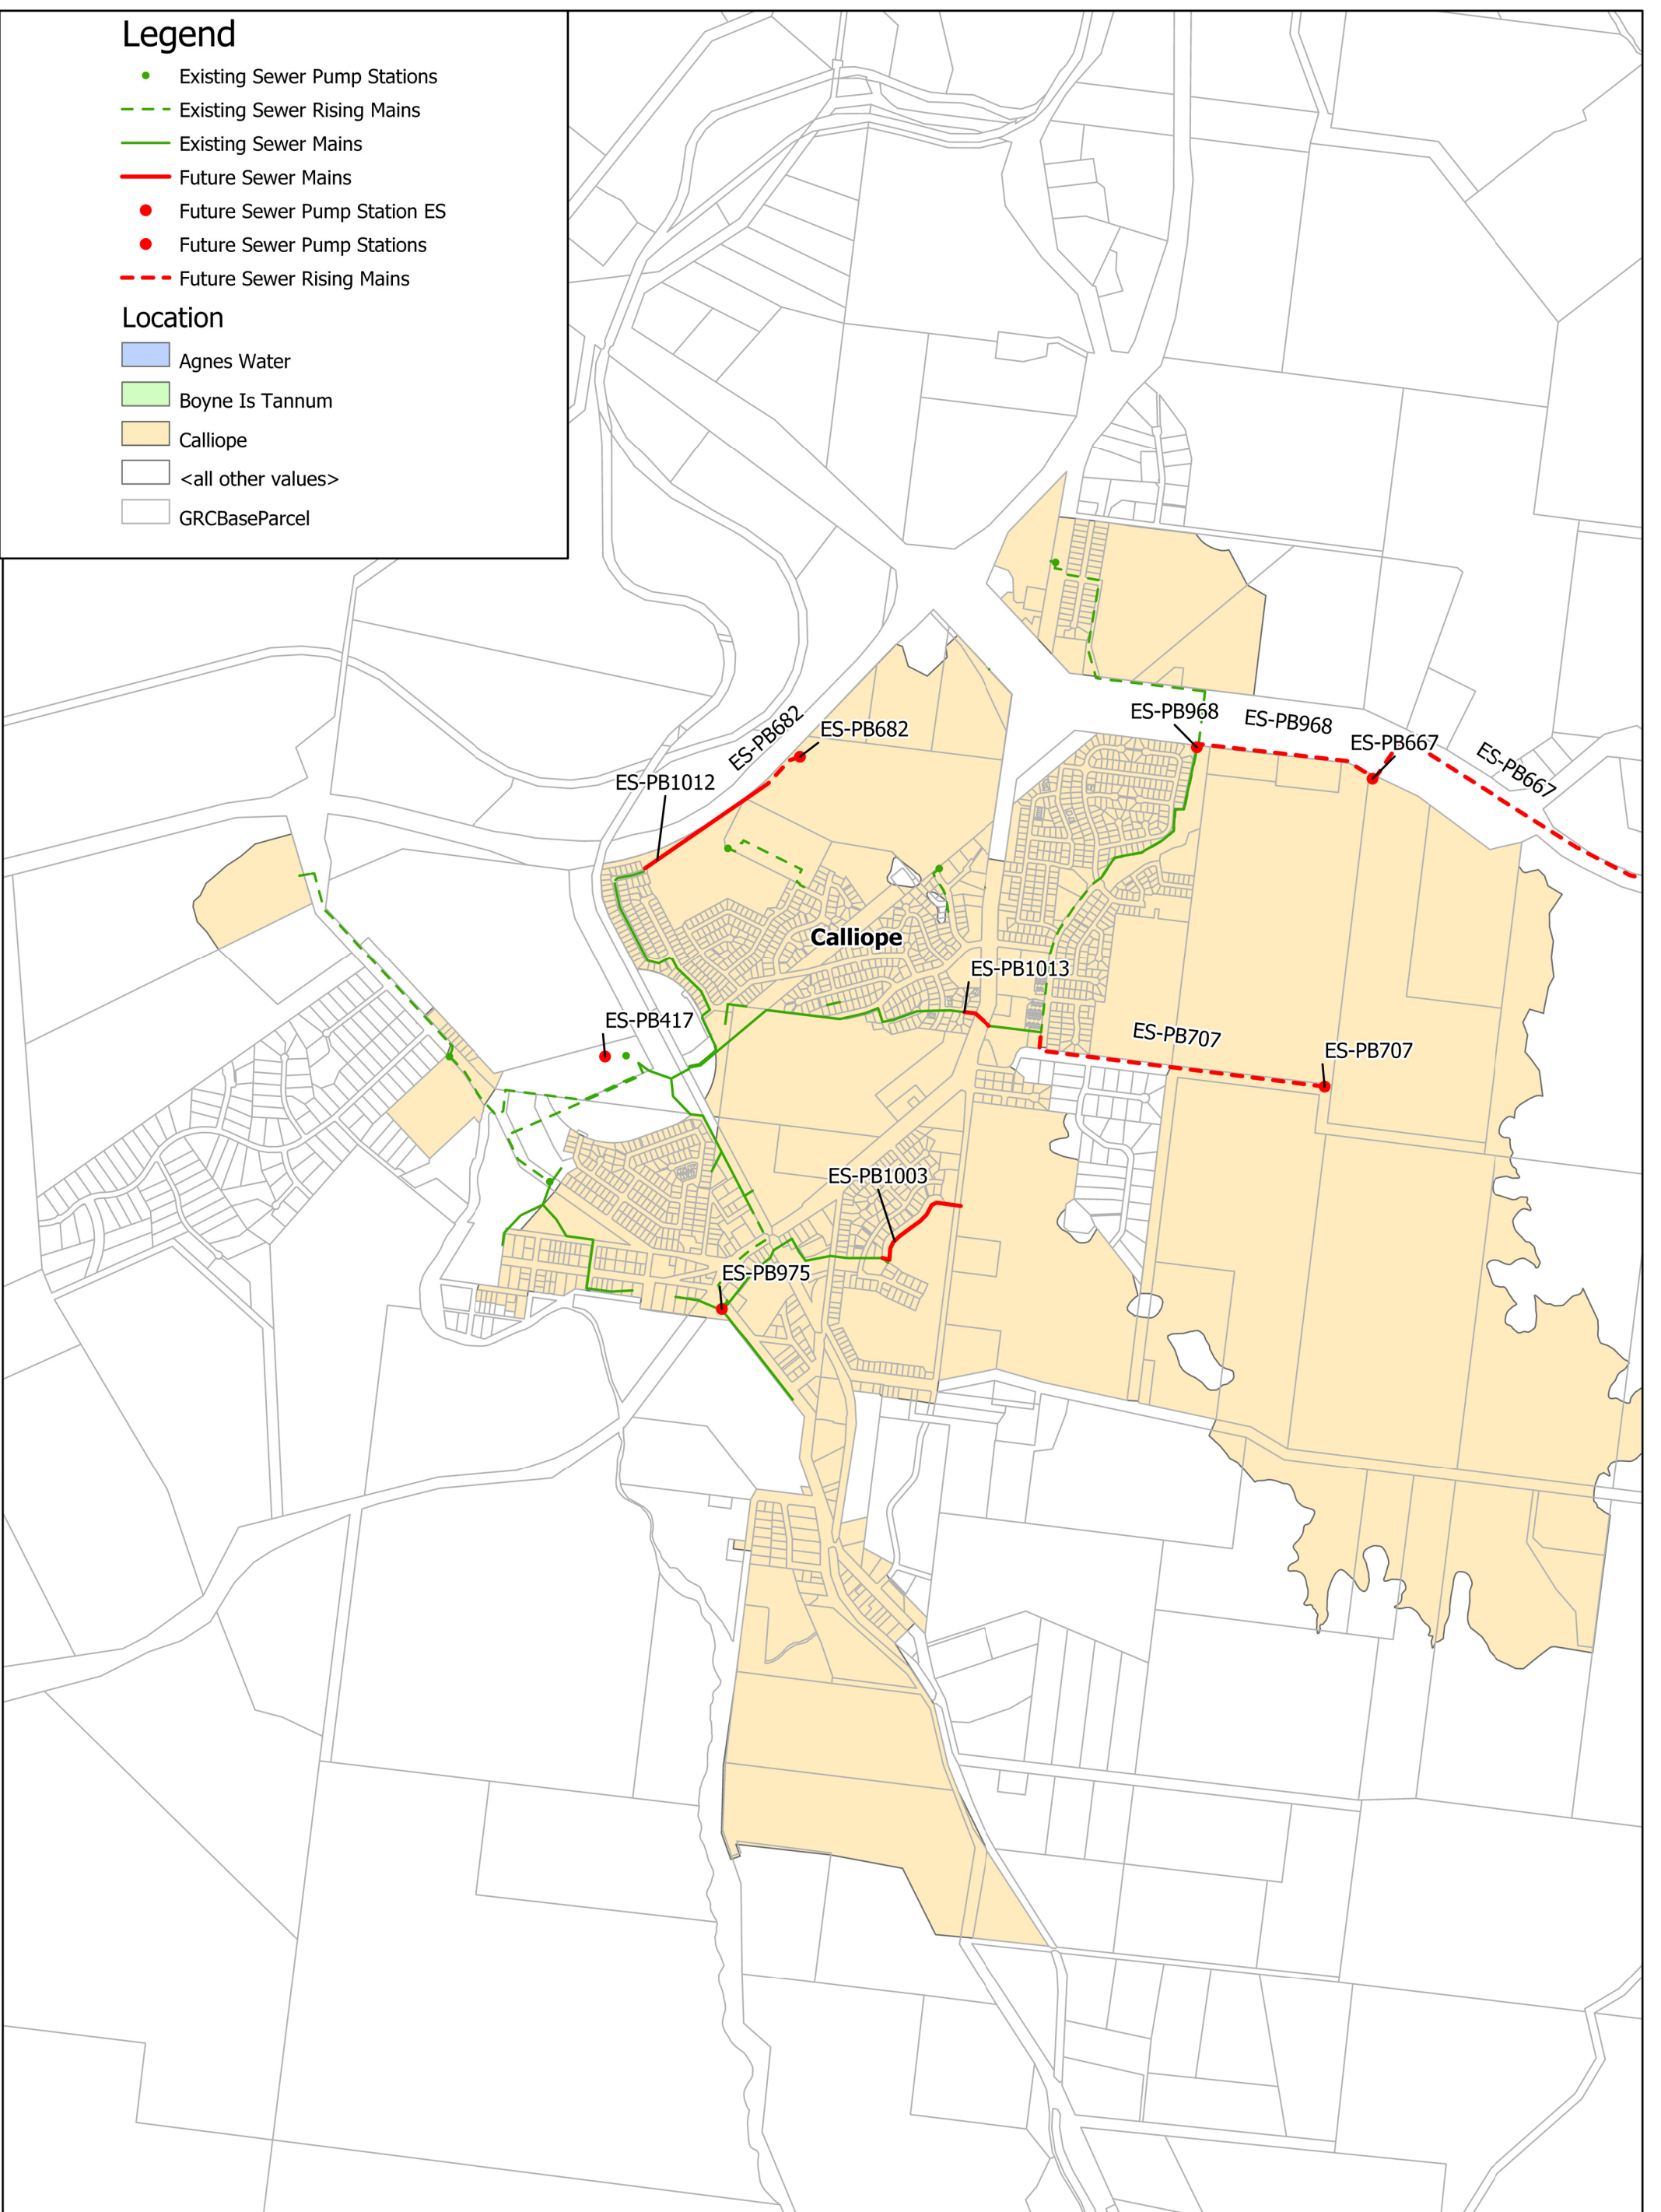 Legend
Existing Sewer Pump Stations
Existing Sewer Rising Mains
Existing Sewer Mains
Future Sewer Mains
Future Sewer Pump Station ES
Future Sewer Pump Stations
Future Sewer Rising Mains
Location
Agnes Water
Boyne Is Tannum
Calliope
<all other values>
GRCBaseParcel
ES-PB682
ES-PB682
ES-PB968
ES-PB968
ES-PB667
ES-PB667
ES-PB1012
Calliope
ES-PB1013
ES-PB417
ES-PB707
ES-PB707
ES-PB1003
ES-PB975